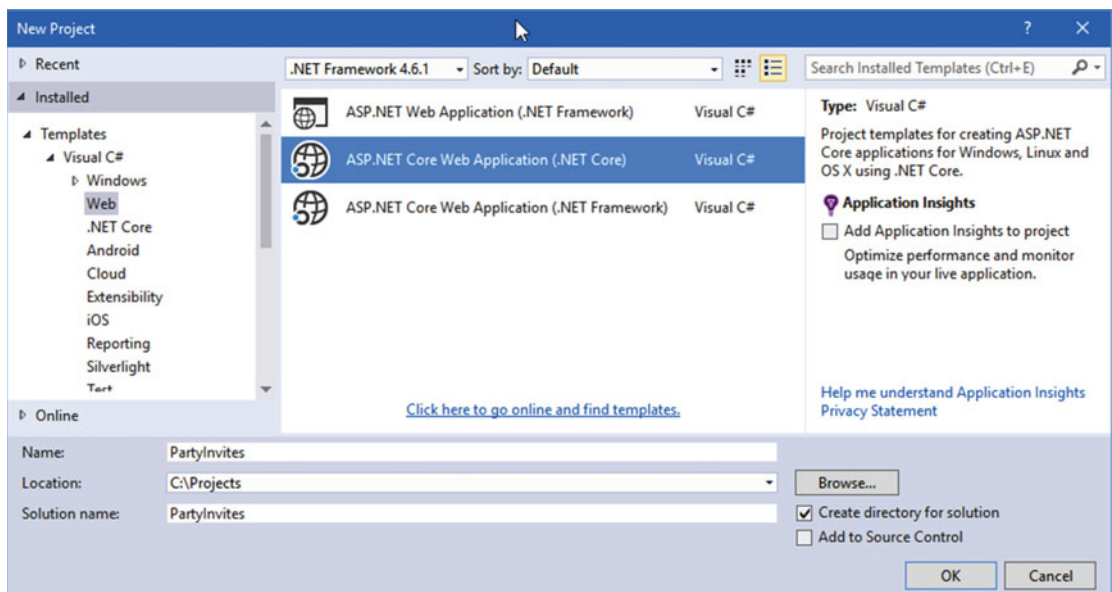 New Project
?
Recent
Installed
Templates
Visual C#
Windows
Web
.NET Core
Android
Cloud
Extensibility
iOS
Reporting
Silverlight
Test
Online
.NET Framework 4.6.1 Sort by: Default
ASP.NET Web Application (.NET Framework) Visual C#
ASP.NET Core Web Application (.NET Core) Visual C#
ASP.NET Core Web Application (.NET Framework) Visual C#
Click here to go online and find templates.
Search Installed Templates (Ctrl+E)
Type: Visual C#
Project templates for creating ASP.NET
Core applications for Windows, Linux and
OS X using .NET Core.
Application Insights
Add Application Insights to project
Optimize performance and monitor
usage in your live application.
Help me understand Application Insights
Privacy Statement
Name: PartyInvites
Location: C:\Projects
Browse...
Solution name: PartyInvites
Create directory for solution
Add to Source Control
OK Cancel